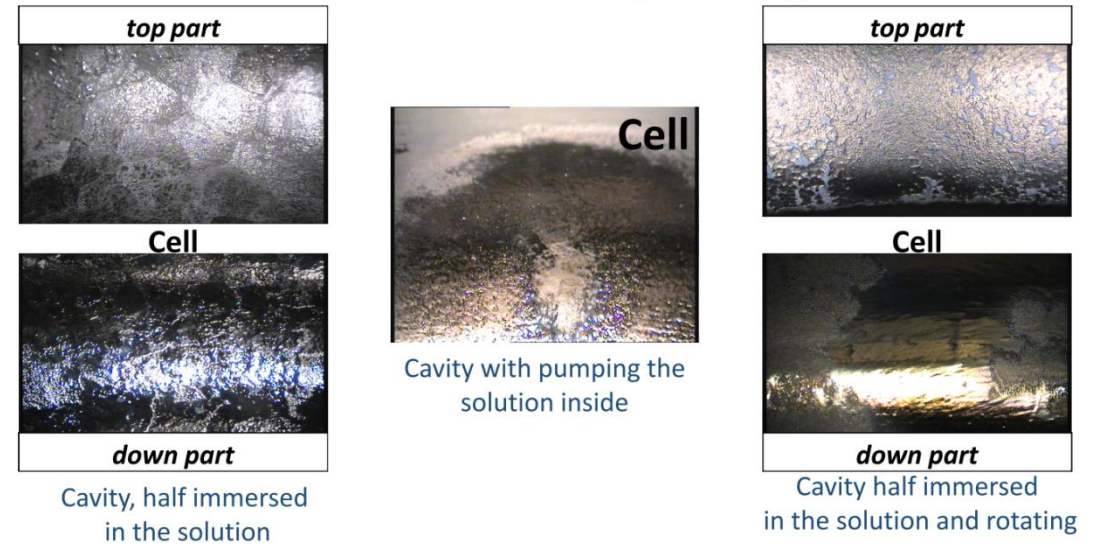 top part
Cell
down part
Cavity, half immersed
in the solution
Cell
Cavity with pumping the
solution inside
top part
Cell
down part
Cavity half immersed
in the solution and rotating